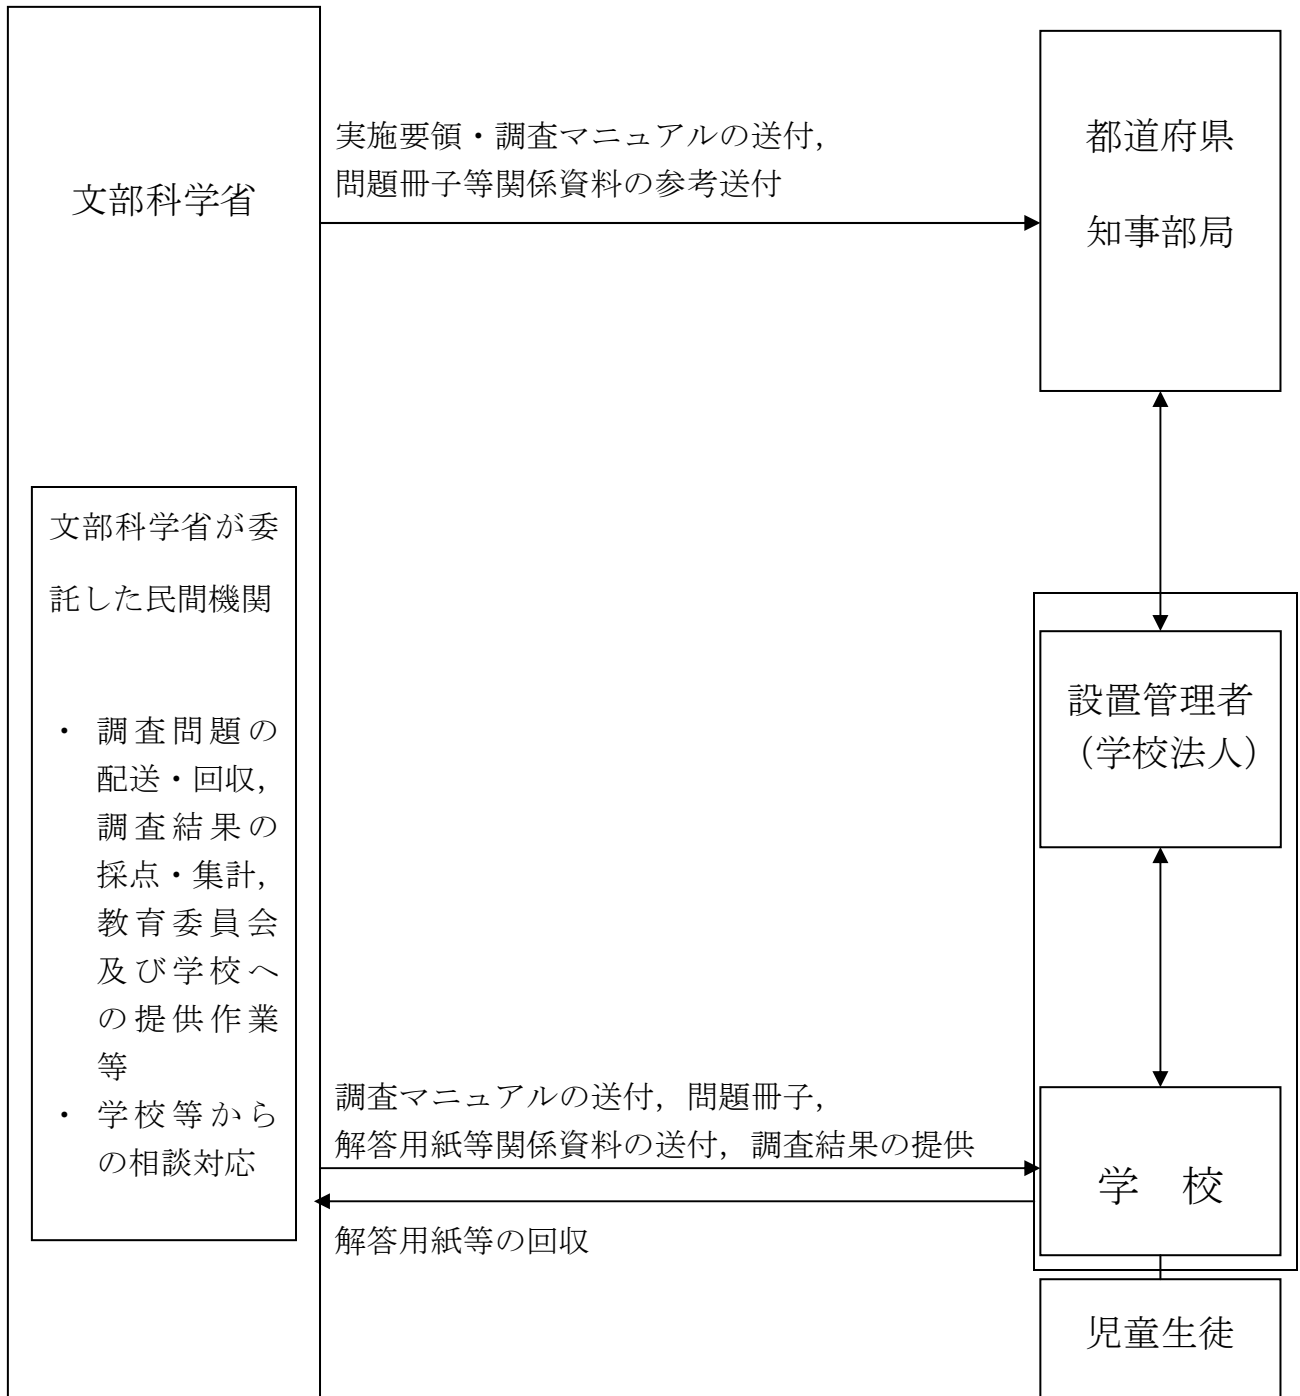 文部科学省
実施要領・調査マニュアルの送付，
問題冊子等関係資料の参考送付
都道府県
知事部局
文部科学省が委
託した民間機関
・ 調査問題の
配送・回収，
調査結果の
採点・集計，
教育委員会
及び学校へ
の提供作業
等
・ 学校等から
の相談対応
設置管理者
（学校法人）
調査マニュアルの送付，問題冊子，
解答用紙等関係資料の送付，調査結果の提供
学　校
解答用紙等の回収
児童生徒